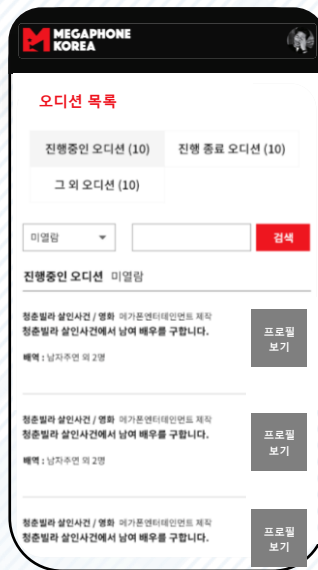 MEGAPHONE
KOREA
오디션 목록
진행중인 오디션 (10) 진행 종료 오디션 (10)
그 외 오디션 (10)
미열람
검색
진행중인 오디션 미열람
청춘빌라 살인사건 / 영화 메가폰엔터테인먼트 제작
청춘빌라 살인사건에서 남여 배우를 구합니다.
배역 : 남자주연 외 2명
프로필
보기
청춘빌라 살인사건 / 영화 메가폰엔터테인먼트 제작
청춘빌라 살인사건에서 남여 배우를 구합니다.
배역 : 남자주연 외 2명
프로필
보기
청춘빌라 살인사건 / 영화 메가폰엔터테인먼트 제작
청춘빌라 살인사건에서 남여 배우를 구합니다.
프로필
보기